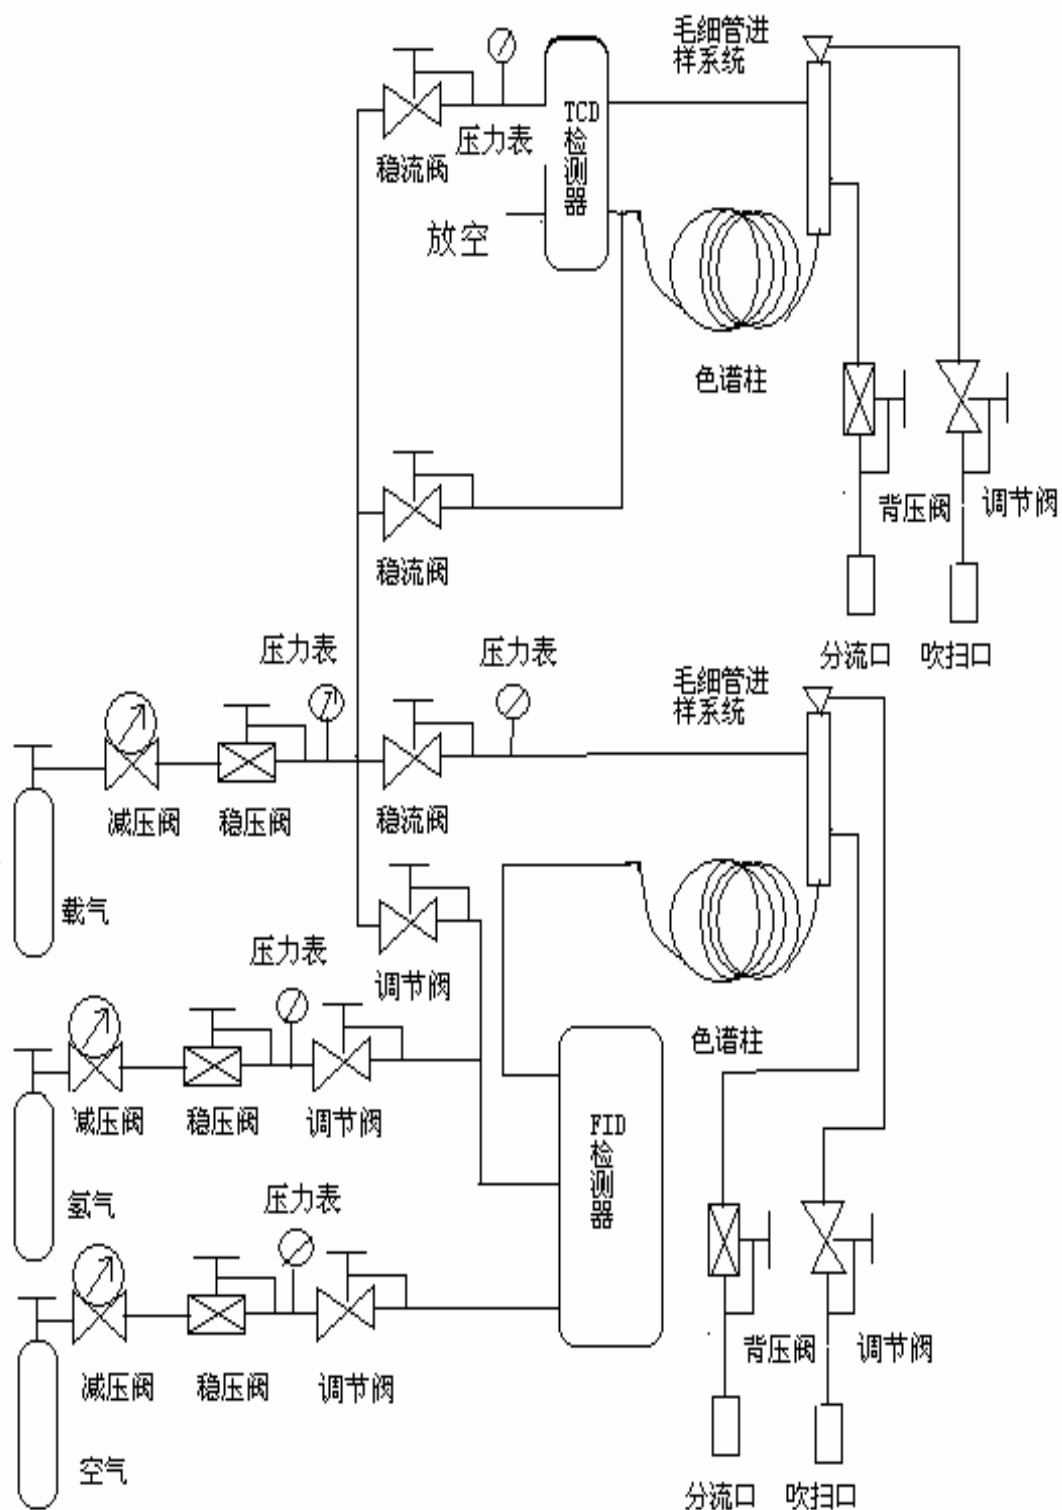 毛细管进
样系统
TCD
检
测
器
压力表
稳流阀
放空
色谱柱
背压阀
调节阀
稳流阀
分流口
吹扫口
压力表
压力表
毛细管进
样系统
减压阀
稳压阀
稳流阀
载气
压力表
调节阀
色谱柱
减压阀
稳压阀
调节阀
FID
检
测
器
氢气
压力表
背压阀
调节阀
减压阀
稳压阀
调节阀
空气
分流口
吹扫口